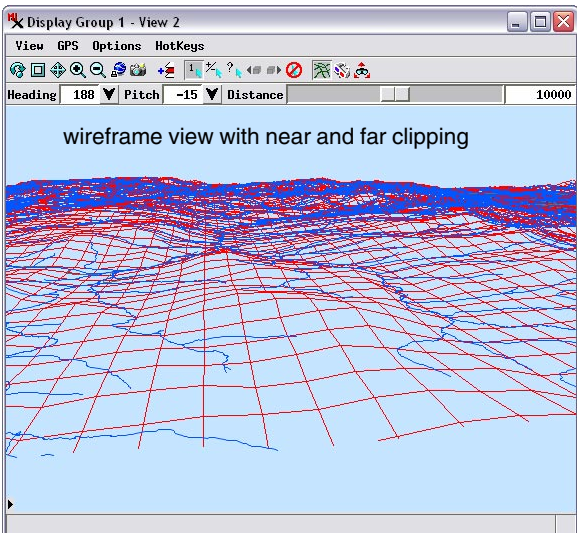 Display Group 1 - View 2
View GPS Options HotKeys
Heading 188 Pitch -15 Distance 10000
wireframe view with near and far clipping